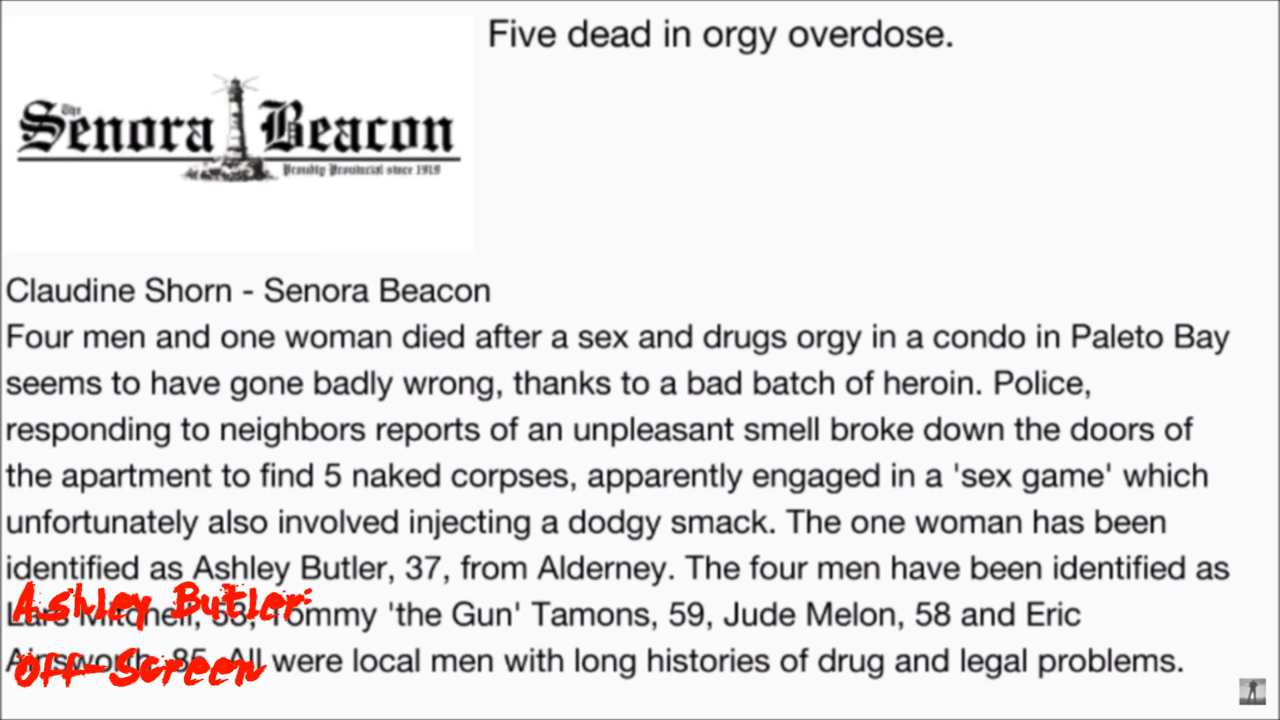 Five dead in orgy overdose.
The Senora Beacon
Proudly Provincial since 1919
Claudine Shorn - Senora Beacon
Four men and one woman died after a sex and drugs orgy in a condo in Paleto Bay
seems to have gone badly wrong, thanks to a bad batch of heroin. Police,
responding to neighbors reports of an unpleasant smell broke down the doors of
the apartment to find 5 naked corpses, apparently engaged in a 'sex game' which
unfortunately also involved injecting a dodgy smack. The one woman has been
identified as Ashley Butler, 37, from Alderney. The four men have been identified as
Lars Mitchell, 53, Tommy 'the Gun' Tamons, 59, Jude Melon, 58 and Eric
Ainsworth, 85. All were local men with long histories of drug and legal problems.
Ashley Butler:
Off-Screen